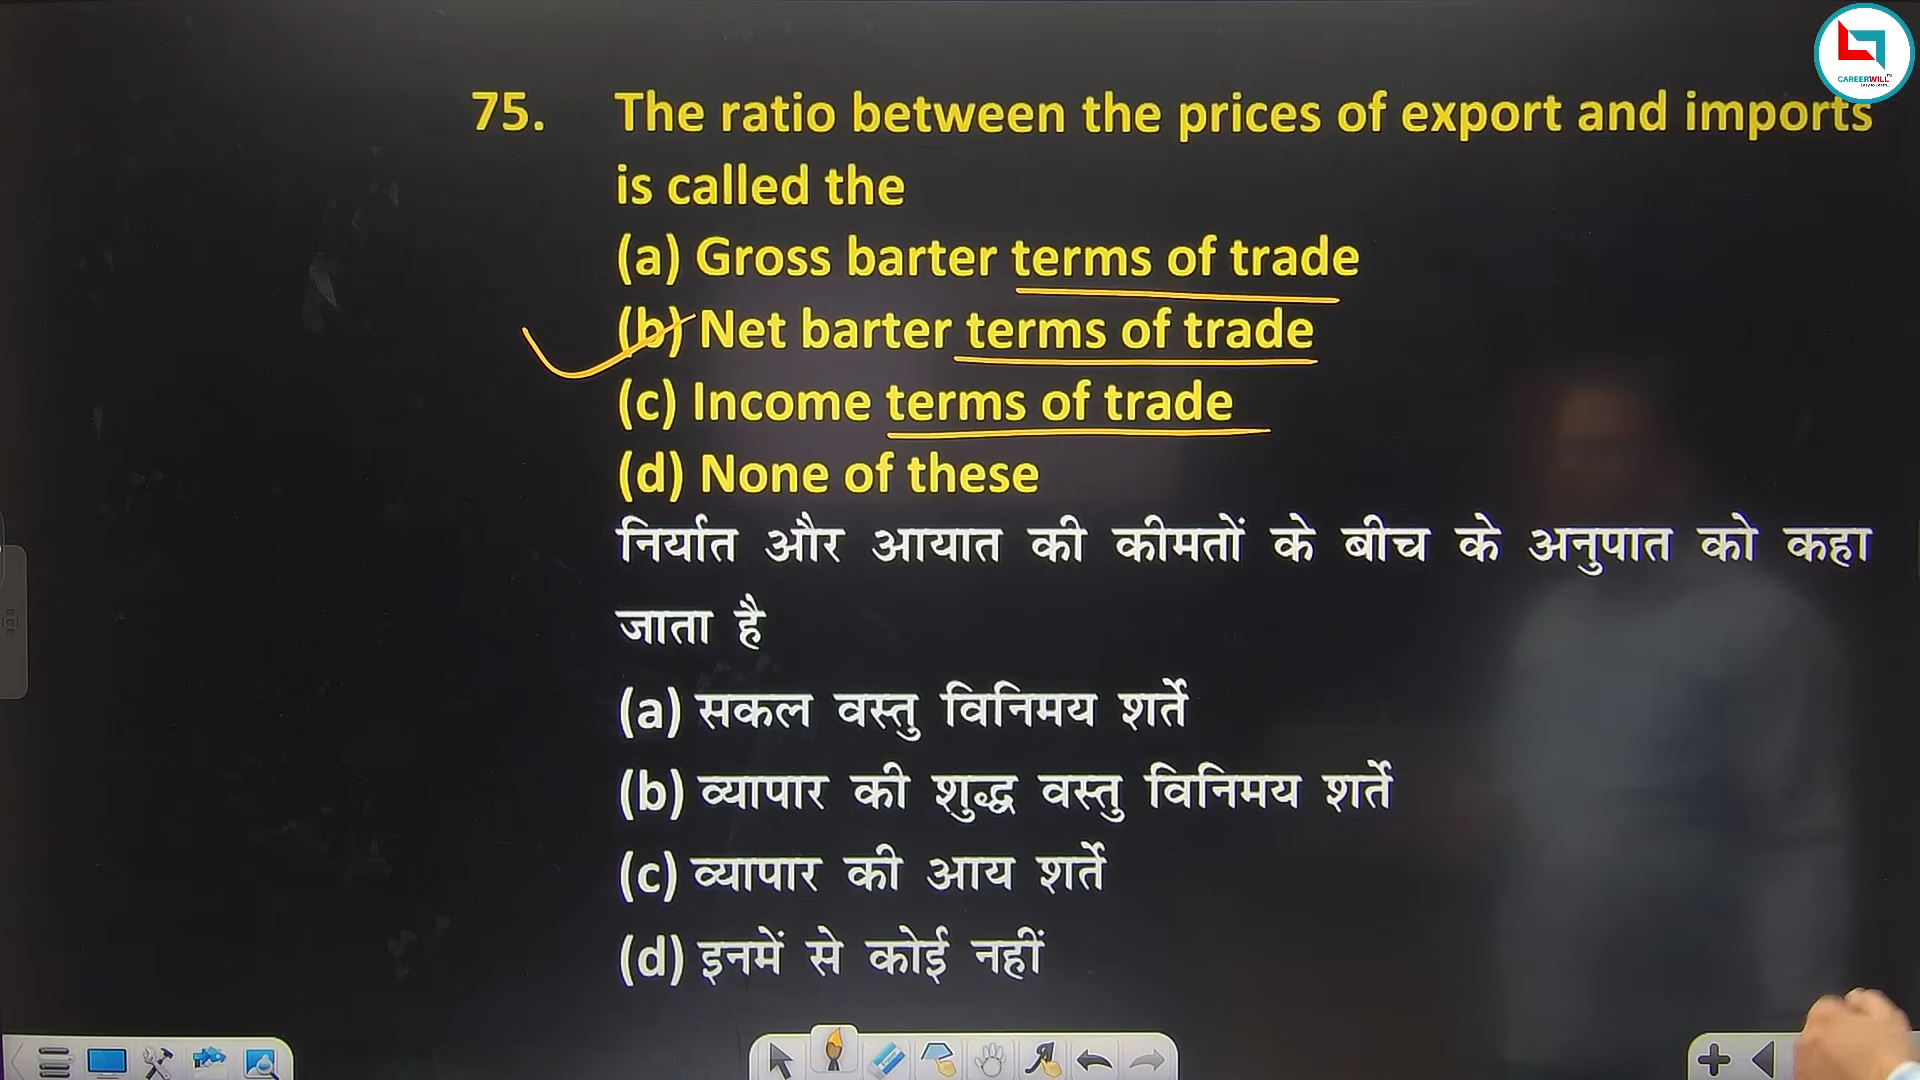 CAREERWILL
75. The ratio between the prices of export and imports
is called the
(a) Gross barter terms of trade
(b) Net barter terms of trade
(c) Income terms of trade
(d) None of these
निर्यात और आयात की कीमतों के बीच के अनुपात को कहा
जाता है
(a) सकल वस्तु विनिमय शर्ते
(b) व्यापार की शुद्ध वस्तु विनिमय शर्ते
(c) व्यापार की आय शर्ते
(d) इनमें से कोई नहीं